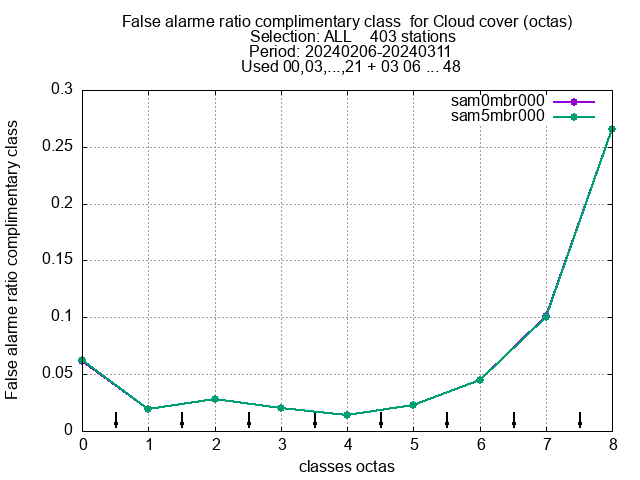 False alarme ratio complimentary class  for Cloud cover (octas)
Selection: ALL    403 stations
Period: 20240206-20240311
Used 00,03,...,21 + 03 06 ... 48
sam0mbr000
sam5mbr000
False alarme ratio complimentary class
0.3
0.25
0.2
0.15
0.1
0.05
0
0 1 2 3 4 5 6 7 8
classes octas